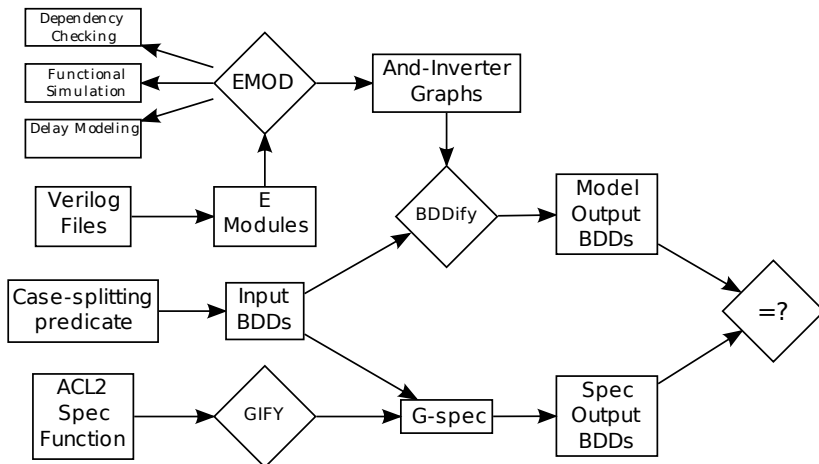 Dependency
Checking
Functional
Simulation
Delay Modeling
EMOD
And-Inverter
Graphs
Verilog
Files
E
Modules
BDDify
Model
Output
BDDs
Case-splitting
predicate
Input
BDDs
=?
ACL2
Spec
Function
GIFY
G-spec
Spec
Output
BDDs